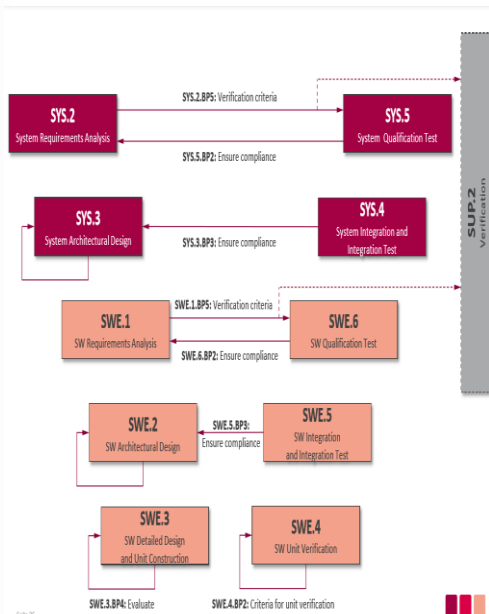 SYS.2.BP5: Verification criteria
SYS.2
System Requirements Analysis
SYS.5
System Qualification Test
SYS.5.BP2: Ensure compliance
SUP.2
Verification
SYS.3
System Architectural Design
SYS.4
System Integration and
Integration Test
SYS.3.BP3: Ensure compliance
SWE.1.BP5: Verification criteria
SWE.1
SW Requirements Analysis
SWE.6
SW Qualification Test
SWE.6.BP2: Ensure compliance
SWE.2
SW Architectural Design
SWE.5.BP3:
Ensure compliance
SWE.5
SW Integration
and Integration Test
SWE.3
SW Detailed Design
and Unit Construction
SWE.4
SW Unit Verification
SWE.3.BP4: Evaluate
SWE.4.BP2: Criteria for unit verification